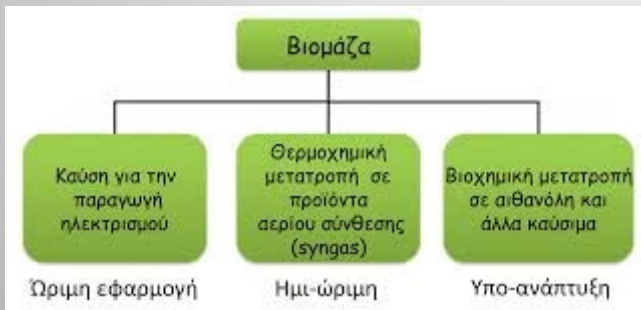 Βιομάζα
Καύση για την
παραγωγή
ηλεκτρισμού
Θερμοχημική
μετατροπή σε
προϊόντα
αερίου σύνθεσης
(syngas)
Βιοχημική μετατροπή
σε αιθανόλη και
άλλα καύσιμα
Ώριμη εφαρμογή
Ημι-ώριμη
Υπο-ανάπτυξη